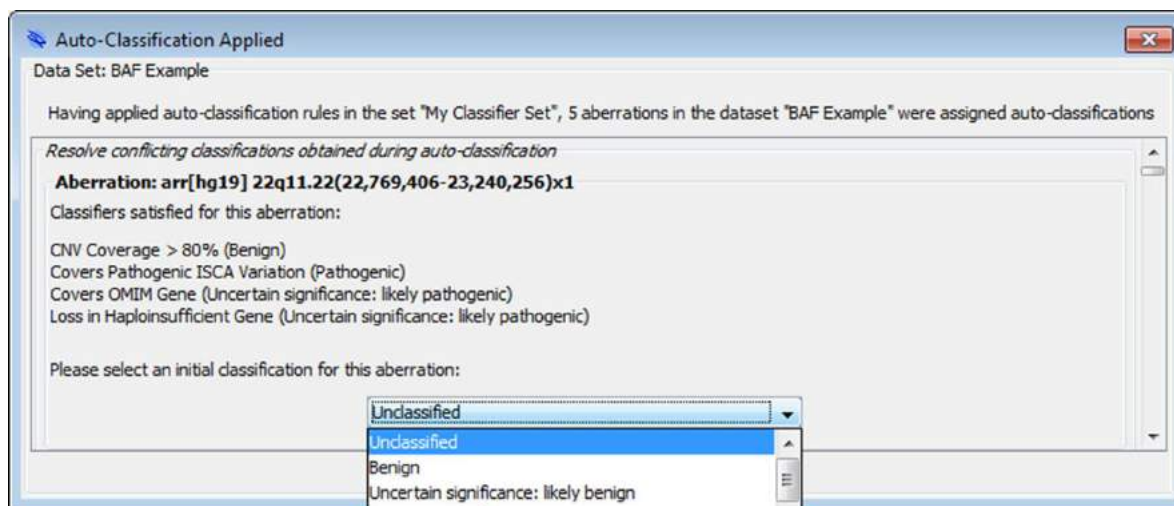 Auto-Classification Applied
Data Set: BAF Example
Having applied auto-classification rules in the set "My Classifier Set", 5 aberrations in the dataset "BAF Example" were assigned auto-classifications
Resolve conflicting classifications obtained during auto-classification
Aberration: arr[hg19] 22q11.22(22,769,406-23,240,256)x1
Classifiers satisfied for this aberration:
CNV Coverage > 80% (Benign)
Covers Pathogenic ISCA Variation (Pathogenic)
Covers OMIM Gene (Uncertain significance: likely pathogenic)
Loss in Haploinsufficient Gene (Uncertain significance: likely pathogenic)
Please select an initial classification for this aberration:
Unclassified
Unclassified
Benign
Uncertain significance: likely benign